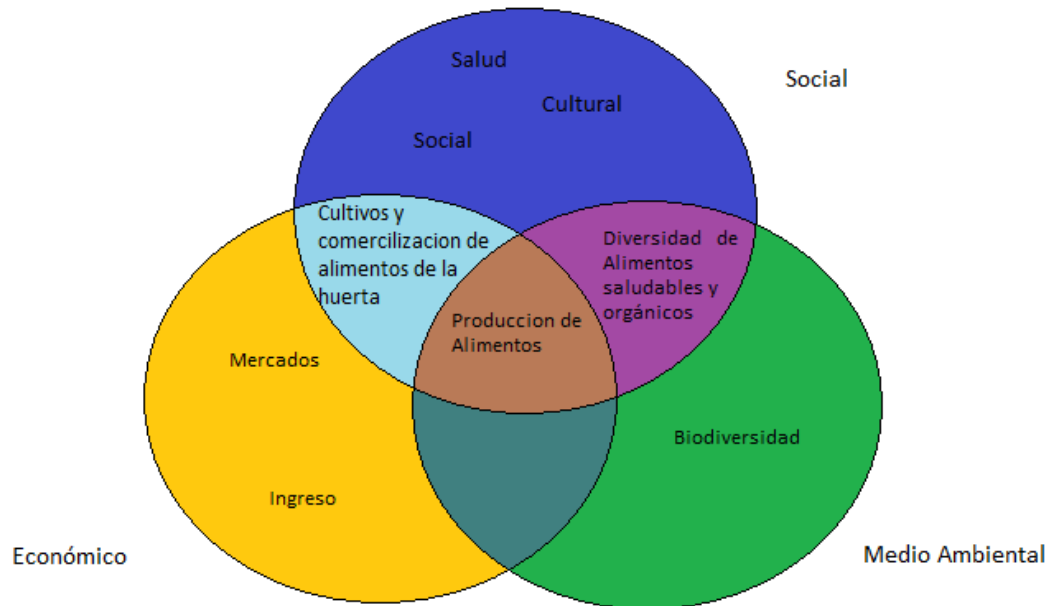 Salud
Social
Cultural
Social
Cultivos y
comercilizacion de
alimentos de la
huerta
Diversidad de
Alimentos
saludables y
orgánicos
Produccion de
Alimentos
Mercados
Biodiversidad
Ingreso
Económico
Medio Ambiental